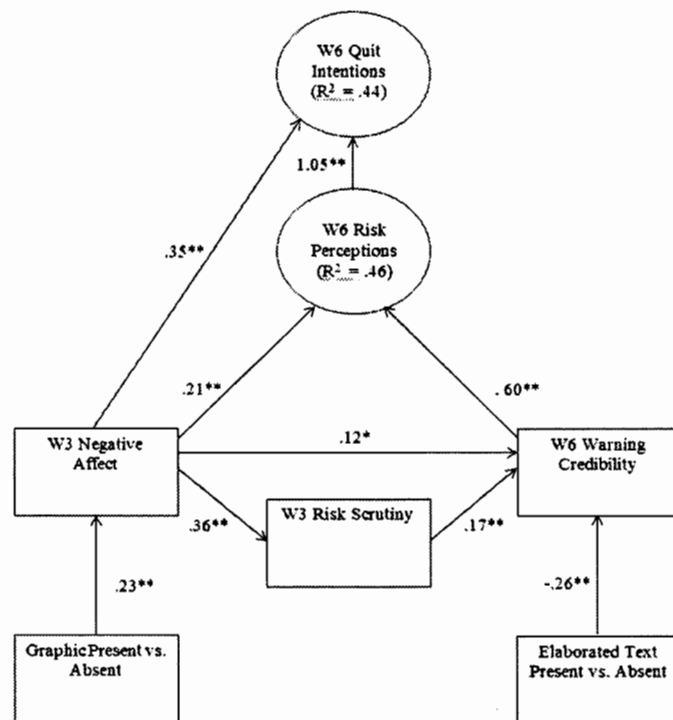 W6 Quit
Intentions
(R² = .44)
1.05**
.35**
W6 Risk
Perceptions
(R² = .46)
.21**
.60**
W3 Negative
Affect
.12*
W6 Warning
Credibility
.36**
W3 Risk Scrutiny
.17**
.23**
-.26**
Graphic Present vs.
Absent
Elaborated Text
Present vs. Absent